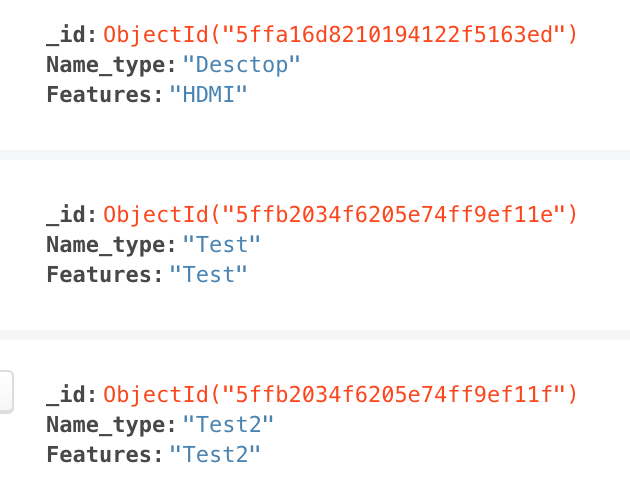 _id: ObjectId("5ffa16d8210194122f5163ed")
Name_type: "Desctop"
Features: "HDMI"
_id: ObjectId("5ffb2034f6205e74ff9ef11e")
Name_type: "Test"
Features: "Test"
_id: ObjectId("5ffb2034f6205e74ff9ef11f")
Name_type: "Test2"
Features: "Test2"